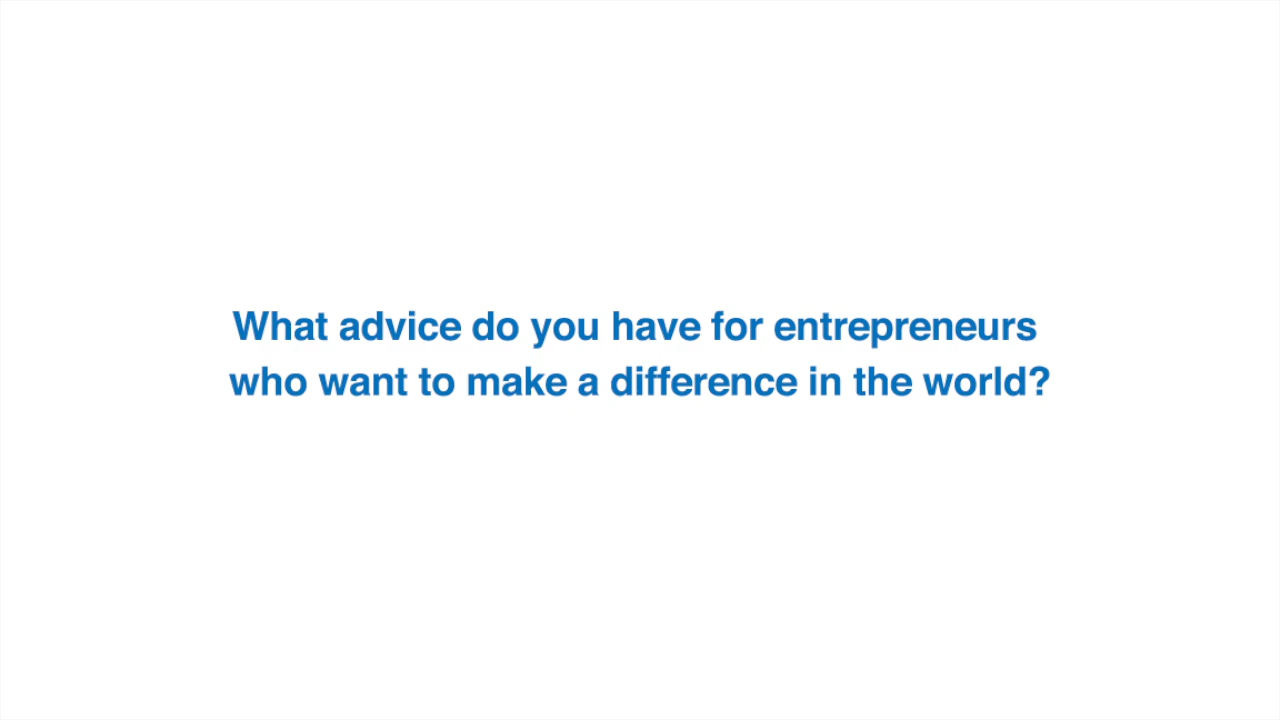 What advice do you have for entrepreneurs
who want to make a difference in the world?